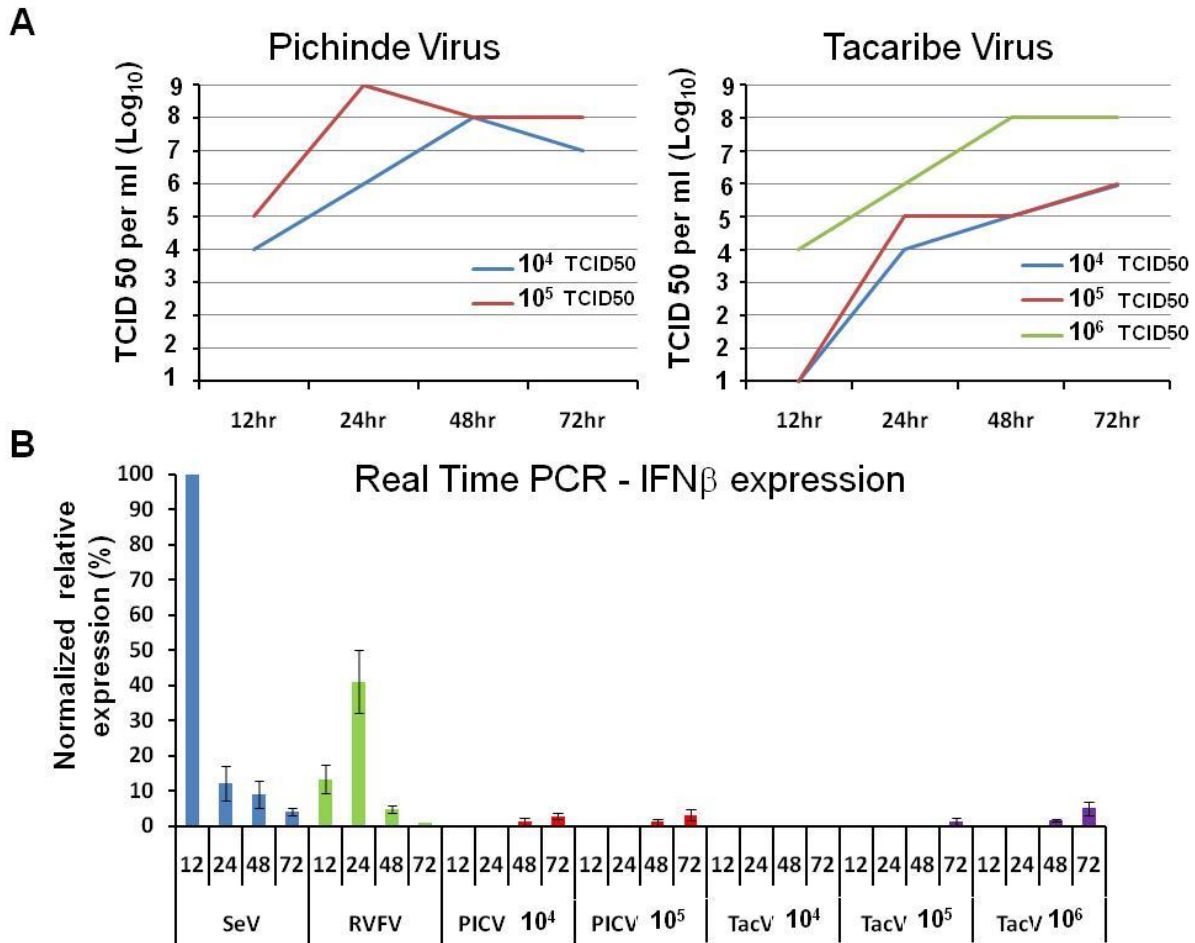 A
Pichinde Virus
TCID 50 per ml (Log₁₀)
9
8
7
6
5
4
3
2
2
1
12hr 24hr 48hr 72hr
10⁴ TCID50
10⁵ TCID50
Tacaribe Virus
TCID 50 per ml (Log₁₀)
9
8
7
6
5
4
3
2
2
1
12hr 24hr 48hr 72hr
10⁴ TCID50
10⁵ TCID50
10⁶ TCID50
B
Real Time PCR - IFNβ expression
Normalized relative
expression (%)
100
90
80
70
60
50
40
30
20
10
0
12 24 48 72 12 24 48 72 12 24 48 72 12 24 48 72 12 24 48 72 12 24 48 72 12 24 48 72
SeV RVFV PICV 10⁴ PICV 10⁵ TacV 10⁴ TacV 10⁵ TacV 10⁶